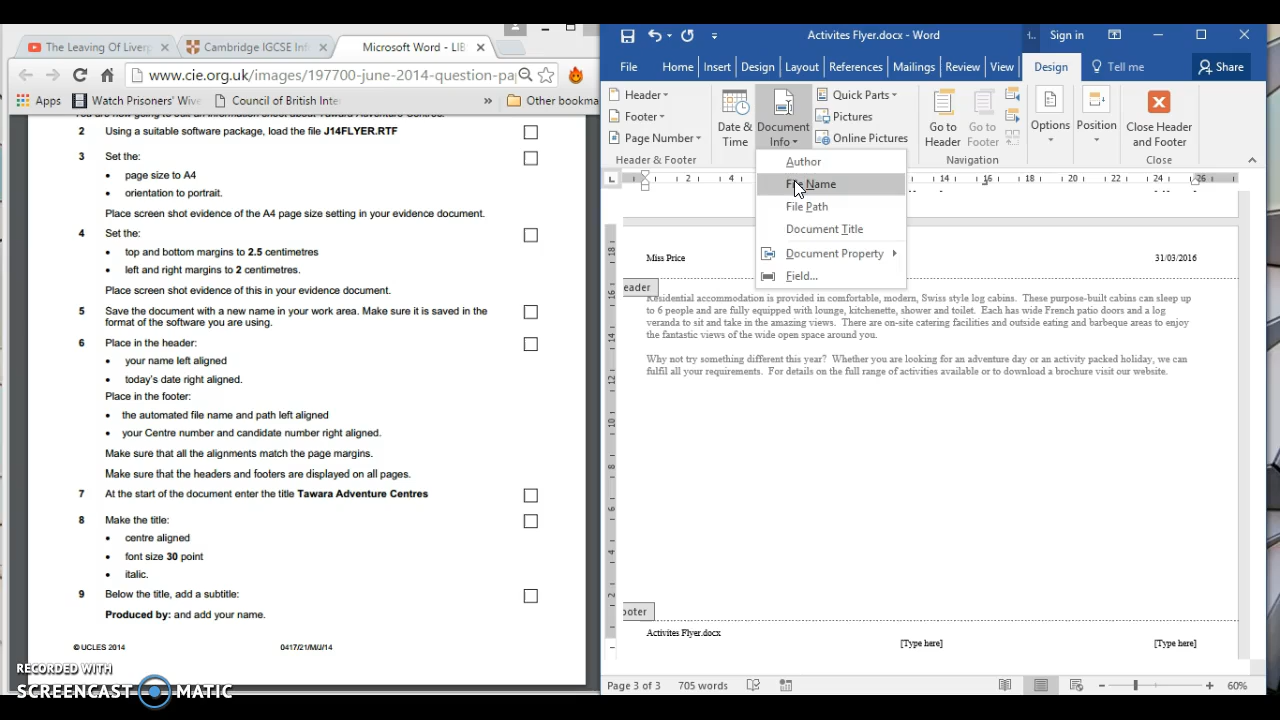 The Leaving Of Liverp
Cambridge IGCSE Inf
Microsoft Word - LIB
www.cie.org.uk/images/197700-june-2014-question-pa
Apps
Watch Prisoners' Wive
Council of British Inte
»
Other bookma
2 Using a suitable software package, load the file J14FLYER.RTF
3 Set the:
• page size to A4
• orientation to portrait.
Place screen shot evidence of the A4 page size setting in your evidence document.
4 Set the:
• top and bottom margins to 2.5 centimetres
• left and right margins to 2 centimetres.
Place screen shot evidence of this in your evidence document.
5 Save the document with a new name in your work area. Make sure it is saved in the
format of the software you are using.
6 Place in the header:
• your name left aligned
• today's date right aligned.
Place in the footer:
• the automated file name and path left aligned
• your Centre number and candidate number right aligned.
Make sure that all the alignments match the page margins.
Make sure that the headers and footers are displayed on all pages.
7 At the start of the document enter the title Tawara Adventure Centres
8 Make the title:
• centre aligned
• font size 30 point
• italic.
9 Below the title, add a subtitle:
Produced by: and add your name.
© UCLES 2014
0417/21/M/J/14
RECORDED WITH
SCREENCAST MATIC
Activites Flyer.docx - Word
Sign in
File Home Insert Design Layout References Mailings Review View Design Tell me Share
Header
Footer
Page Number
Header & Footer
Date &
Time
Document
Info
Quick Parts
Pictures
Online Pictures
Go to
Header
Go to
Footer
Navigation
Options
Position
Close Header
and Footer
Close
Author
File Name
File Path
Document Title
Document Property
Field...
2 4 14 16 18 20 22 24 26
18
16
14
12
10
8
6
4
2
Miss Price
31/03/2016
eader
Residential accommodation is provided in comfortable, modern, Swiss style log cabins. These purpose-built cabins can sleep up
to 6 people and are fully equipped with lounge, kitchenette, shower and toilet. Each has wide French patio doors and a log
veranda to sit and take in the amazing views. There are on-site catering facilities and outside eating and barbeque areas to enjoy
the fantastic views of the wide open space around you.
Why not try something different this year? Whether you are looking for an adventure day or an activity packed holiday, we can
fulfil all your requirements. For details on the full range of activities available or to download a brochure visit our website.
ooter
Activites Flyer.docx
[Type here]
[Type here]
Page 3 of 3
705 words
60%